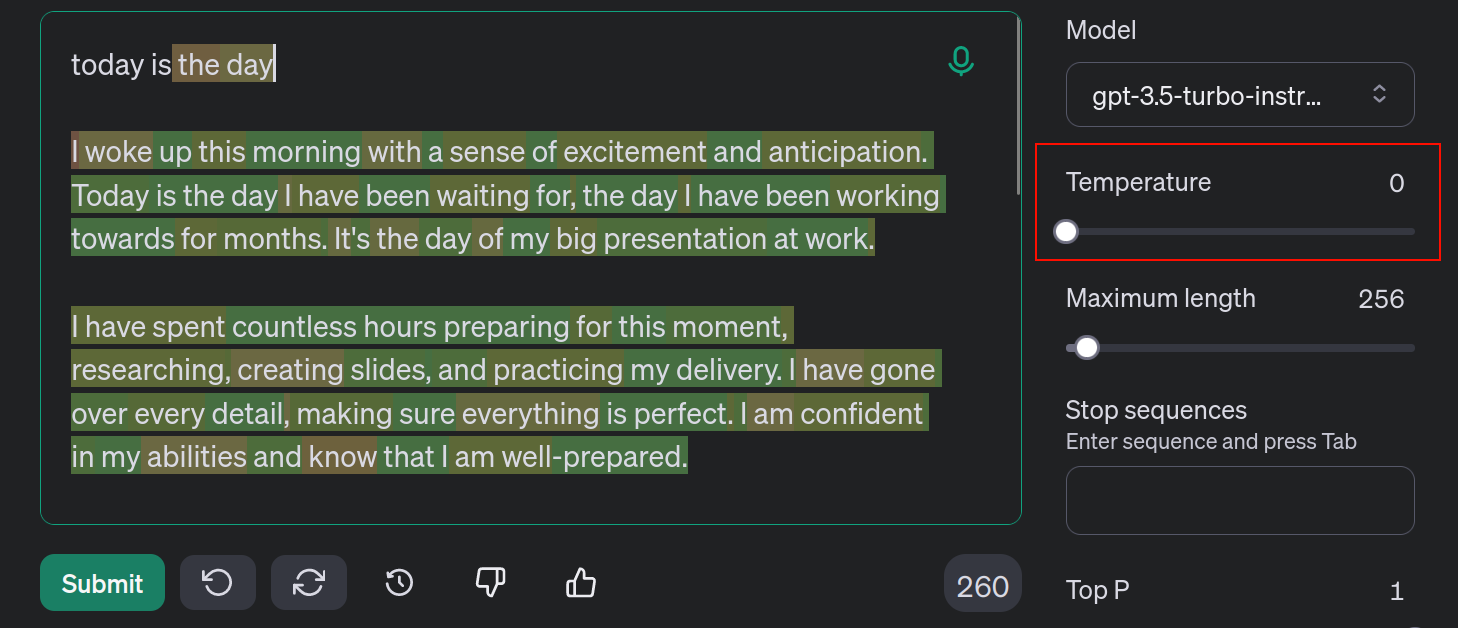 today is the day
I woke up this morning with a sense of excitement and anticipation.
Today is the day I have been waiting for, the day I have been working
towards for months. It's the day of my big presentation at work.
I have spent countless hours preparing for this moment,
researching, creating slides, and practicing my delivery. I have gone
over every detail, making sure everything is perfect. I am confident
in my abilities and know that I am well-prepared.
Submit
260
Model
gpt-3.5-turbo-instr...
Temperature 0
Maximum length 256
Stop sequences
Enter sequence and press Tab
Top P 1